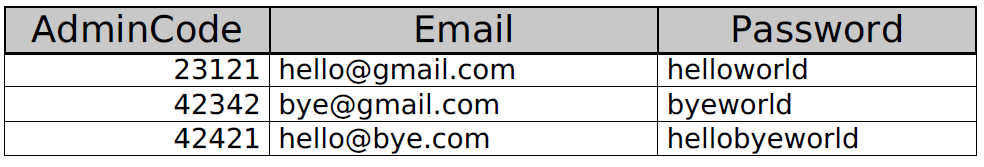 AdminCode Email Password
23121 hello@gmail.com helloworld
42342 bye@gmail.com byeworld
42421 hello@bye.com hellobyeworld